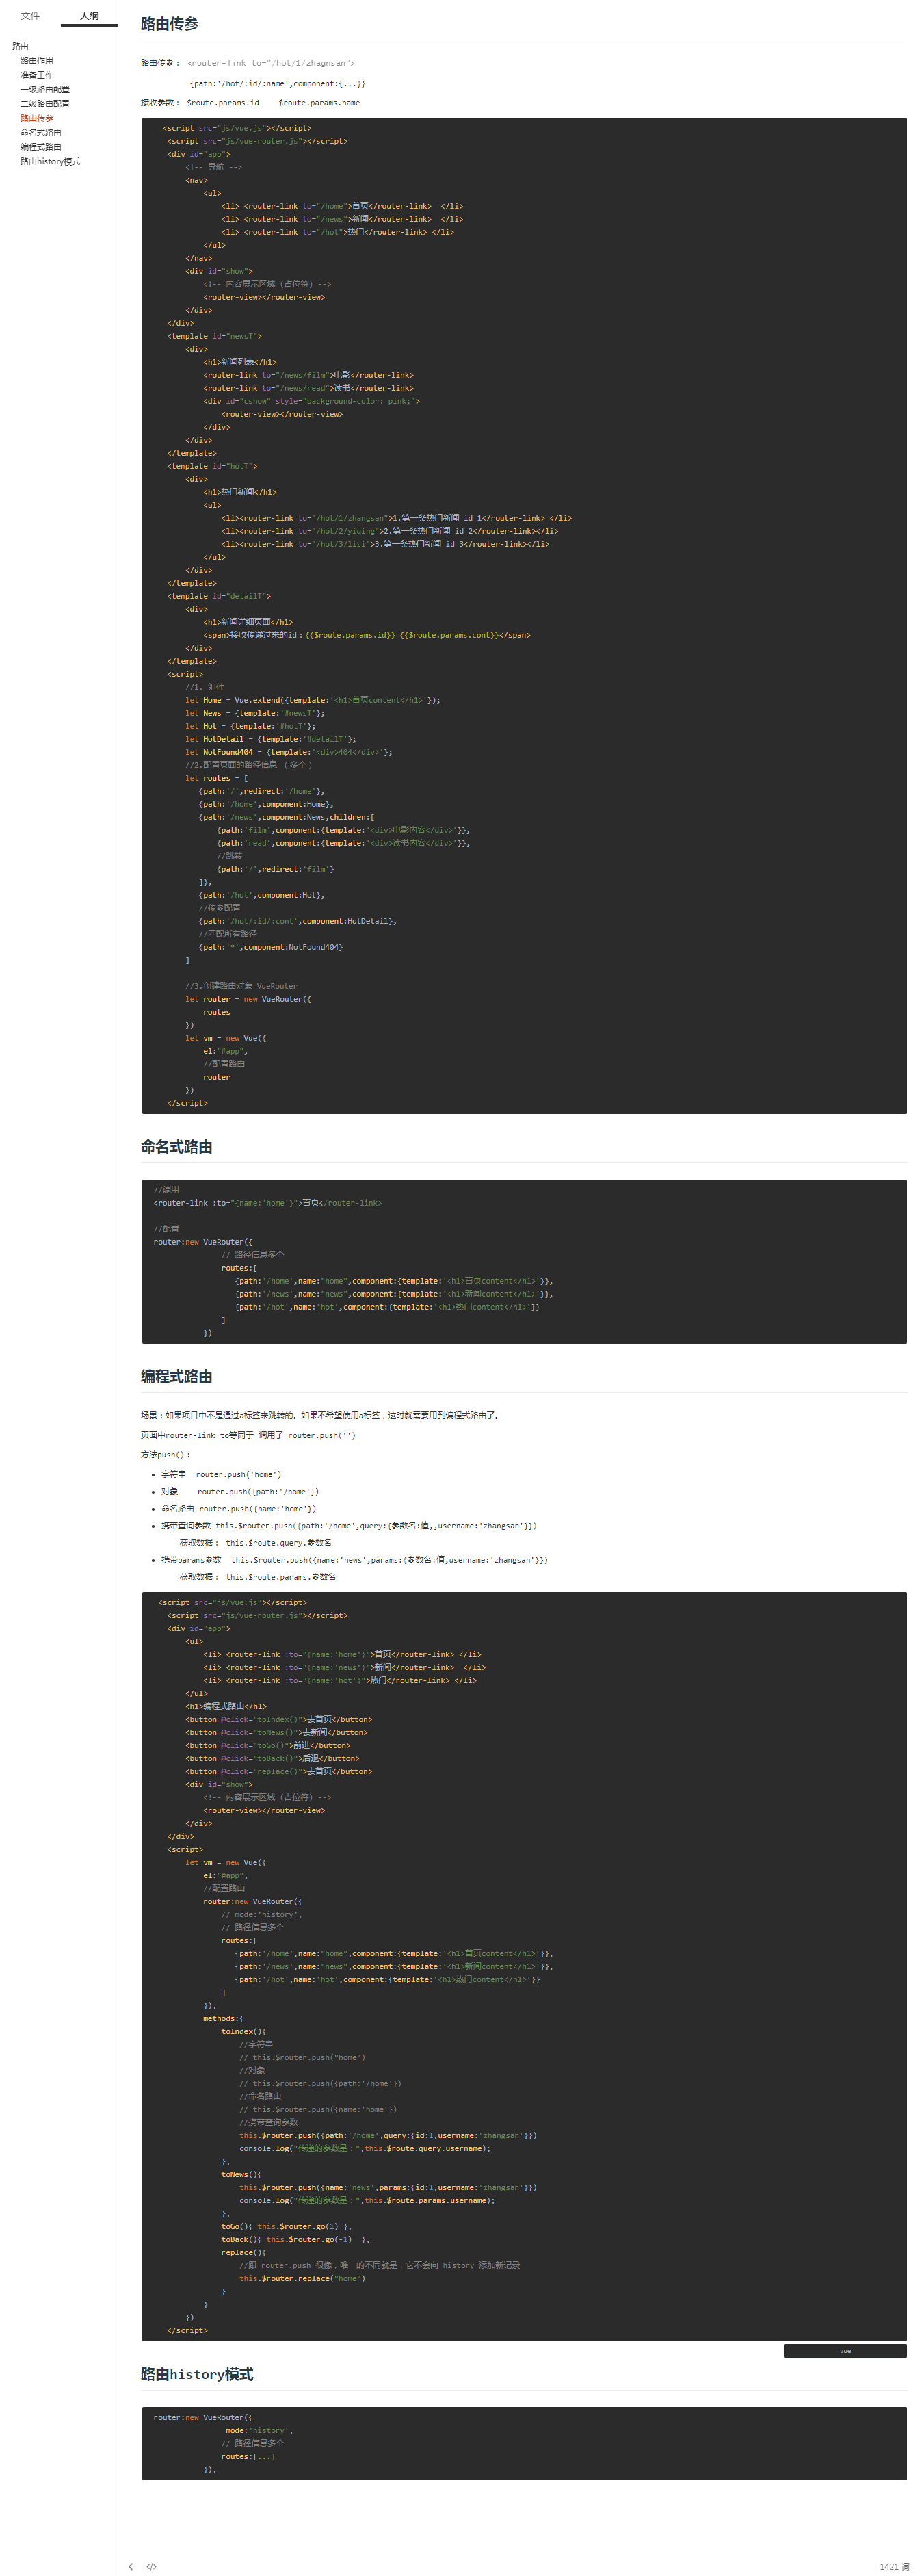 文件 大纲
路由
路由作用
准备工作
一级路由配置
二级路由配置
路由传参
命名式路由
编程式路由
路由history模式
路由传参
路由传参： <router-link to="/hot/1/zhagnsan">
{path:'/hot/:id/:name',component:{...}}
接收参数： $route.params.id    $route.params.name
<script src="js/vue.js"></script>
<script src="js/vue-router.js"></script>
<div id="app">
<!-- 导航 -->
<nav>
<ul>
<li> <router-link to="/home">首页</router-link>  </li>
<li> <router-link to="/news">新闻</router-link>  </li>
<li> <router-link to="/hot">热门</router-link> </li>
</ul>
</nav>
<div id="show">
<!-- 内容展示区域 (占位符) -->
<router-view></router-view>
</div>
</div>
<template id="newsT">
<div>
<h1>新闻列表</h1>
<router-link to="/news/film">电影</router-link>
<router-link to="/news/read">读书</router-link>
<div id="cshow" style="background-color: pink;">
<router-view></router-view>
</div>
</div>
</template>
<template id="hotT">
<div>
<h1>热门新闻</h1>
<ul>
<li><router-link to="/hot/1/zhangsan">1.第一条热门新闻 id 1</router-link> </li>
<li><router-link to="/hot/2/yiqing">2.第一条热门新闻 id 2</router-link></li>
<li><router-link to="/hot/3/lisi">3.第一条热门新闻 id 3</router-link></li>
</ul>
</div>
</template>
<template id="detailT">
<div>
<h1>新闻详细页面</h1>
<span>接收传递过来的id：{{$route.params.id}} {{$route.params.cont}}</span>
</div>
</template>
<script>
//1. 组件
let Home = Vue.extend({template:'<h1>首页content</h1>'});
let News = {template:'#newsT'};
let Hot = {template:'#hotT'};
let HotDetail = {template:'#detailT'};
let NotFound404 = {template:'<div>404</div>'};
//2.配置页面的路径信息 （多个）
let routes = [
{path:'/',redirect:'/home'},
{path:'/home',component:Home},
{path:'/news',component:News,children:[
{path:'film',component:{template:'<div>电影内容</div>'}},
{path:'read',component:{template:'<div>读书内容</div>'}},
//跳转
{path:'/',redirect:'film'}
]},
{path:'/hot',component:Hot},
//传参配置
{path:'/hot/:id/:cont',component:HotDetail},
//匹配所有路径
{path:'*',component:NotFound404}
]
//3.创建路由对象 VueRouter
let router = new VueRouter({
routes
})
let vm = new Vue({
el:"#app",
//配置路由
router
})
</script>
命名式路由
//调用
<router-link :to="{name:'home'}">首页</router-link>
//配置
router:new VueRouter({
// 路径信息多个
routes:[
{path:'/home',name:"home",component:{template:'<h1>首页content</h1>'}},
{path:'/news',name:"news",component:{template:'<h1>新闻content</h1>'}},
{path:'/hot',name:'hot',component:{template:'<h1>热门content</h1>'}}
]
})
编程式路由
场景：如果项目中不是通过a标签来跳转的。如果不希望使用a标签，这时就需要用到编程式路由了。
页面中router-link to等同于 调用了 router.push('')
方法push()：
• 字符串  router.push('home')
• 对象    router.push({path:'/home'})
• 命名路由 router.push({name:'home'})
• 携带查询参数 this.$router.push({path:'/home',query:{参数名:值,,username:'zhangsan'}})
获取数据： this.$route.query.参数名
• 携带params参数  this.$router.push({name:'news',params:{参数名:值,username:'zhangsan'}})
获取数据： this.$route.params.参数名
<script src="js/vue.js"></script>
<script src="js/vue-router.js"></script>
<div id="app">
<ul>
<li> <router-link :to="{name:'home'}">首页</router-link> </li>
<li> <router-link :to="{name:'news'}">新闻</router-link>  </li>
<li> <router-link :to="{name:'hot'}">热门</router-link> </li>
</ul>
<h1>编程式路由</h1>
<button @click="toIndex()">去首页</button>
<button @click="toNews()">去新闻</button>
<button @click="toGo()">前进</button>
<button @click="toBack()">后退</button>
<button @click="replace()">去首页</button>
<div id="show">
<!-- 内容展示区域 (占位符) -->
<router-view></router-view>
</div>
</div>
<script>
let vm = new Vue({
el:"#app",
//配置路由
router:new VueRouter({
// mode:'history',
// 路径信息多个
routes:[
{path:'/home',name:"home",component:{template:'<h1>首页content</h1>'}},
{path:'/news',name:"news",component:{template:'<h1>新闻content</h1>'}},
{path:'/hot',name:'hot',component:{template:'<h1>热门content</h1>'}}
]
}),
methods:{
toIndex(){
//字符串
// this.$router.push("home")
//对象
// this.$router.push({path:'/home'})
//命名路由
// this.$router.push({name:'home'})
//携带查询参数
this.$router.push({path:'/home',query:{id:1,username:'zhangsan'}})
console.log("传递的参数是：",this.$route.query.username);
},
toNews(){
this.$router.push({name:'news',params:{id:1,username:'zhangsan'}})
console.log("传递的参数是：",this.$route.params.username);
},
toGo(){ this.$router.go(1) },
toBack(){ this.$router.go(-1)  },
replace(){
//跟 router.push 很像，唯一的不同就是，它不会向 history 添加新记录
this.$router.replace("home")
}
}
})
</script>
vue
路由history模式
router:new VueRouter({
mode:'history',
// 路径信息多个
routes:[...]
}),
</> 1421 词